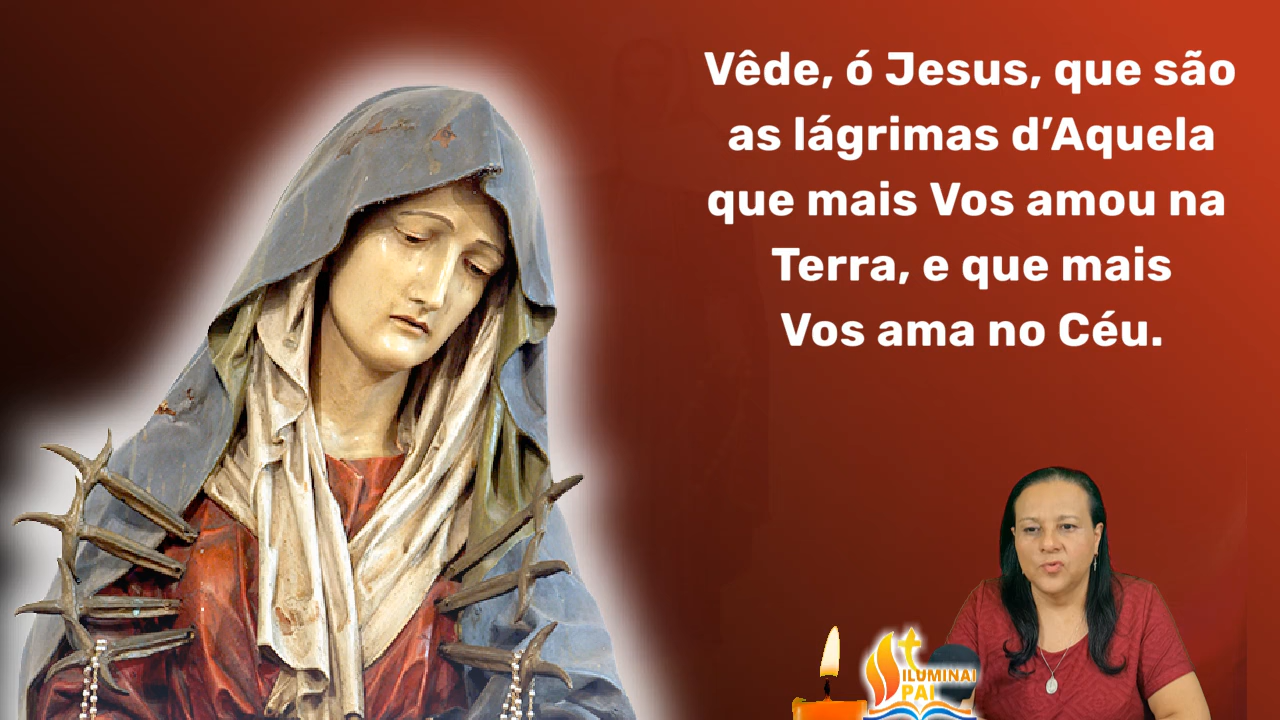 Vêde, ó Jesus, que são
as lágrimas d’Aquela
que mais Vos amou na
Terra, e que mais
Vos ama no Céu.
ILUMINAI
PAI